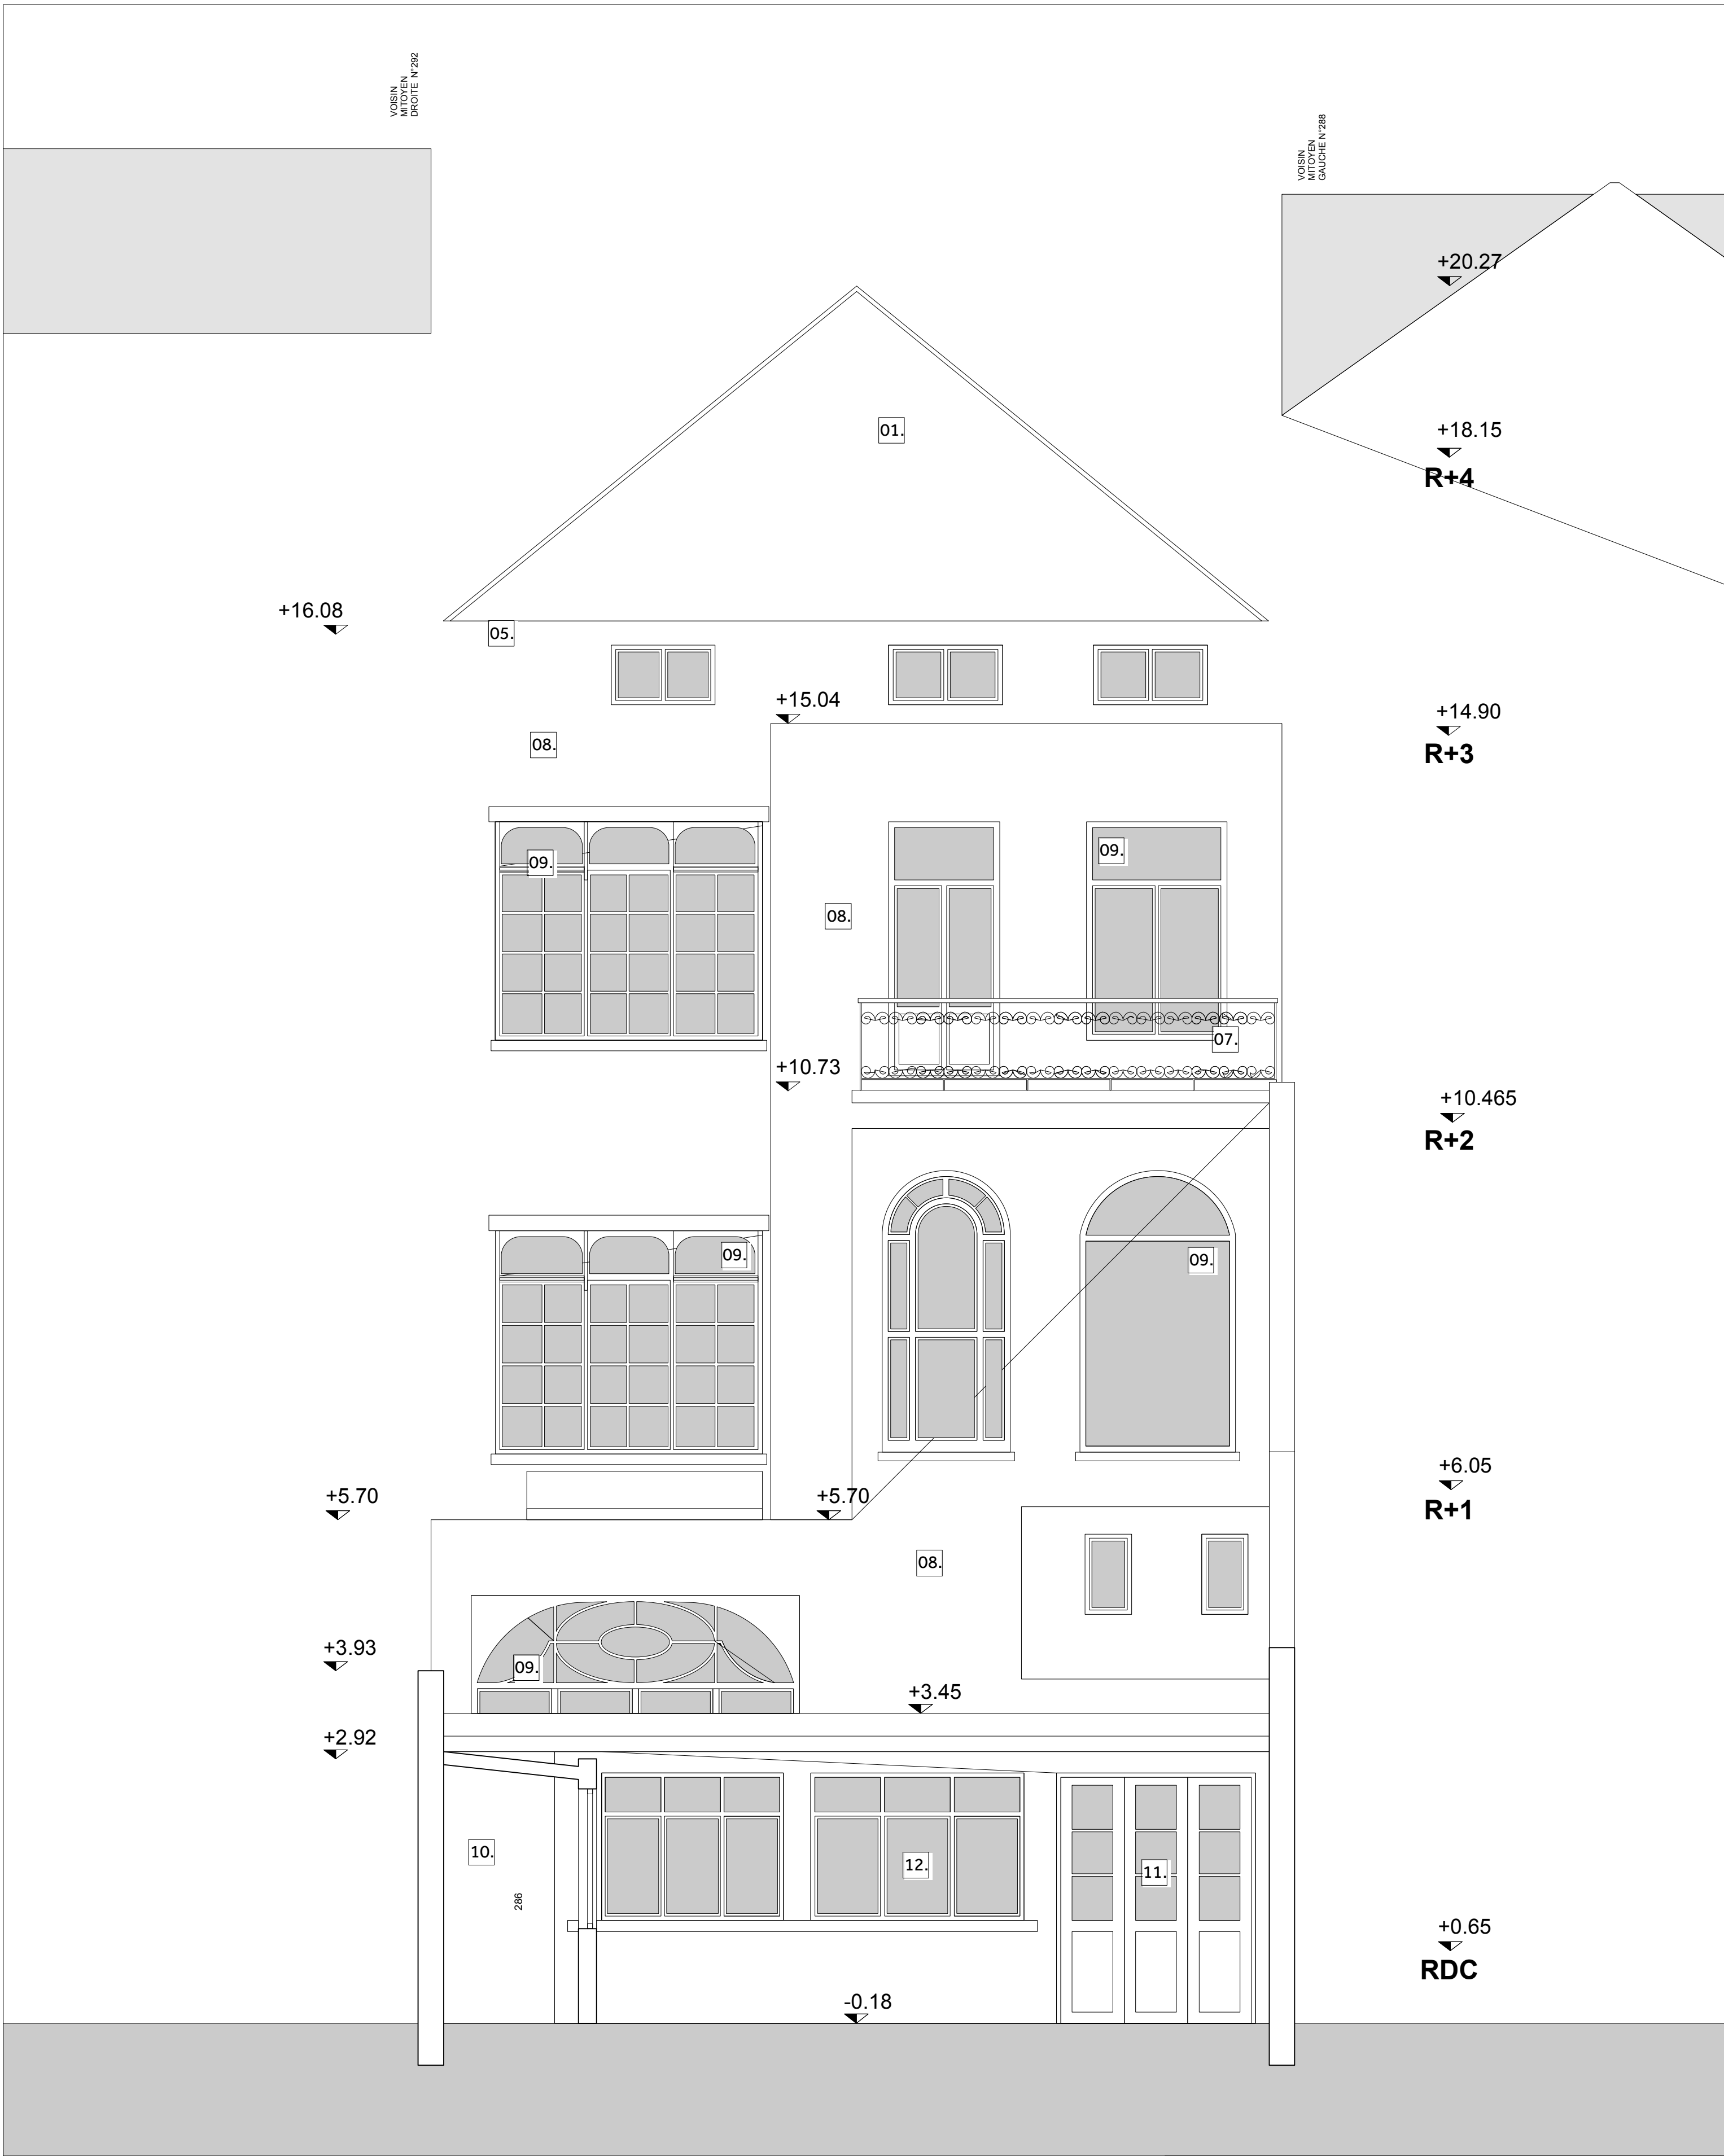 VOISIN
MITOYEN
DROITE N°292
VOISIN
MITOYEN
GAUCHE N°288
+20.27
01.
+18.15
R+4
+16.08
05.
+15.04
+14.90
R+3
08.
09.
09.
08.
07.
+10.73
+10.465
R+2
09.
09.
+5.70
+5.70
+6.05
R+1
08.
+3.93
09.
+3.45
+2.92
10.
12.
11.
286
+0.65
RDC
-0.18